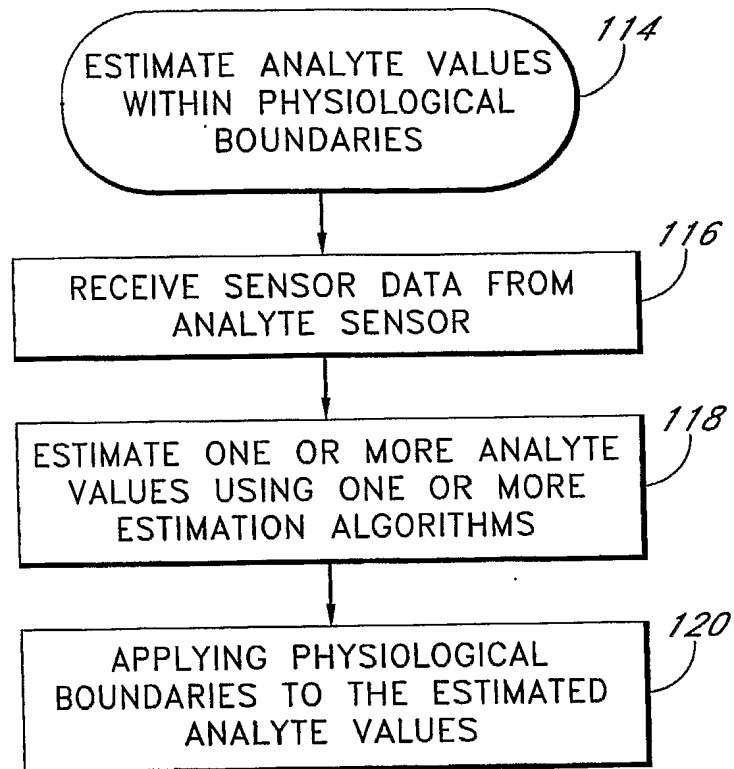 114
ESTIMATE ANALYTE VALUES
WITHIN PHYSIOLOGICAL
BOUNDARIES
116
RECEIVE SENSOR DATA FROM
ANALYTE SENSOR
118
ESTIMATE ONE OR MORE ANALYTE
VALUES USING ONE OR MORE
ESTIMATION ALGORITHMS
120
APPLYING PHYSIOLOGICAL
BOUNDARIES TO THE ESTIMATED
ANALYTE VALUES